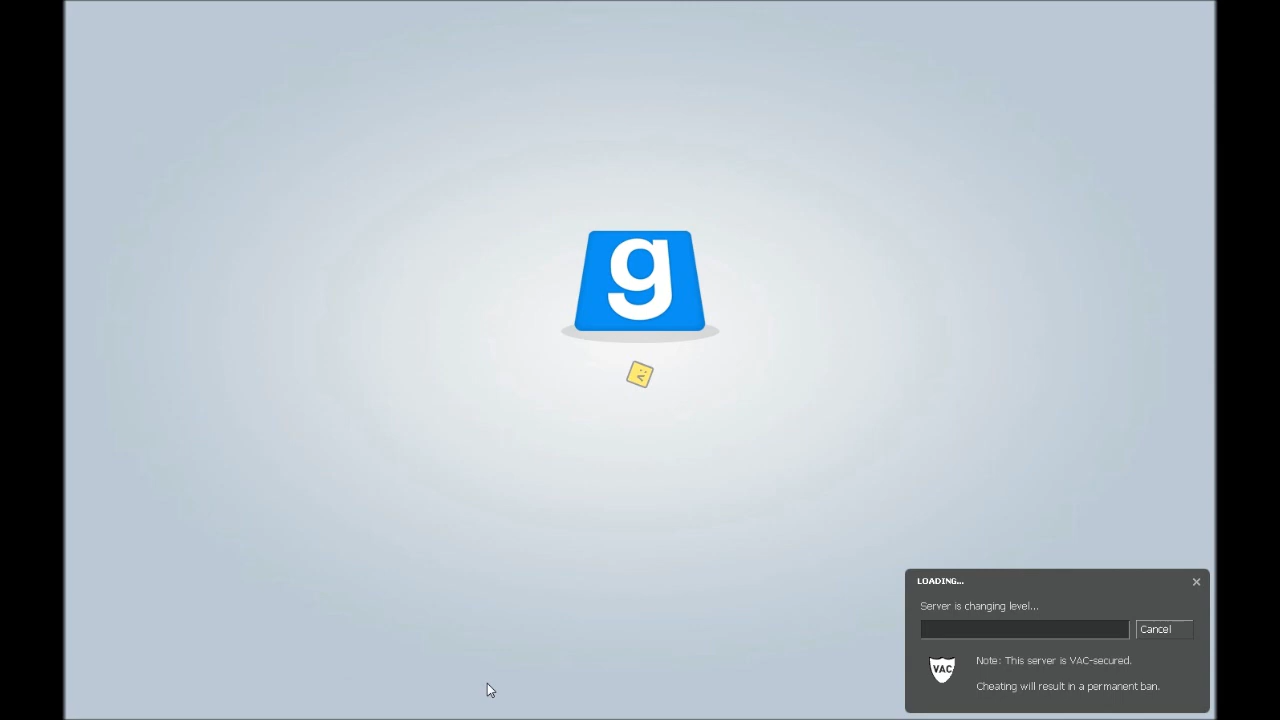 g
LOADING...
Server is changing level...
Cancel
VAC
Note: This server is VAC-secured.
Cheating will result in a permanent ban.